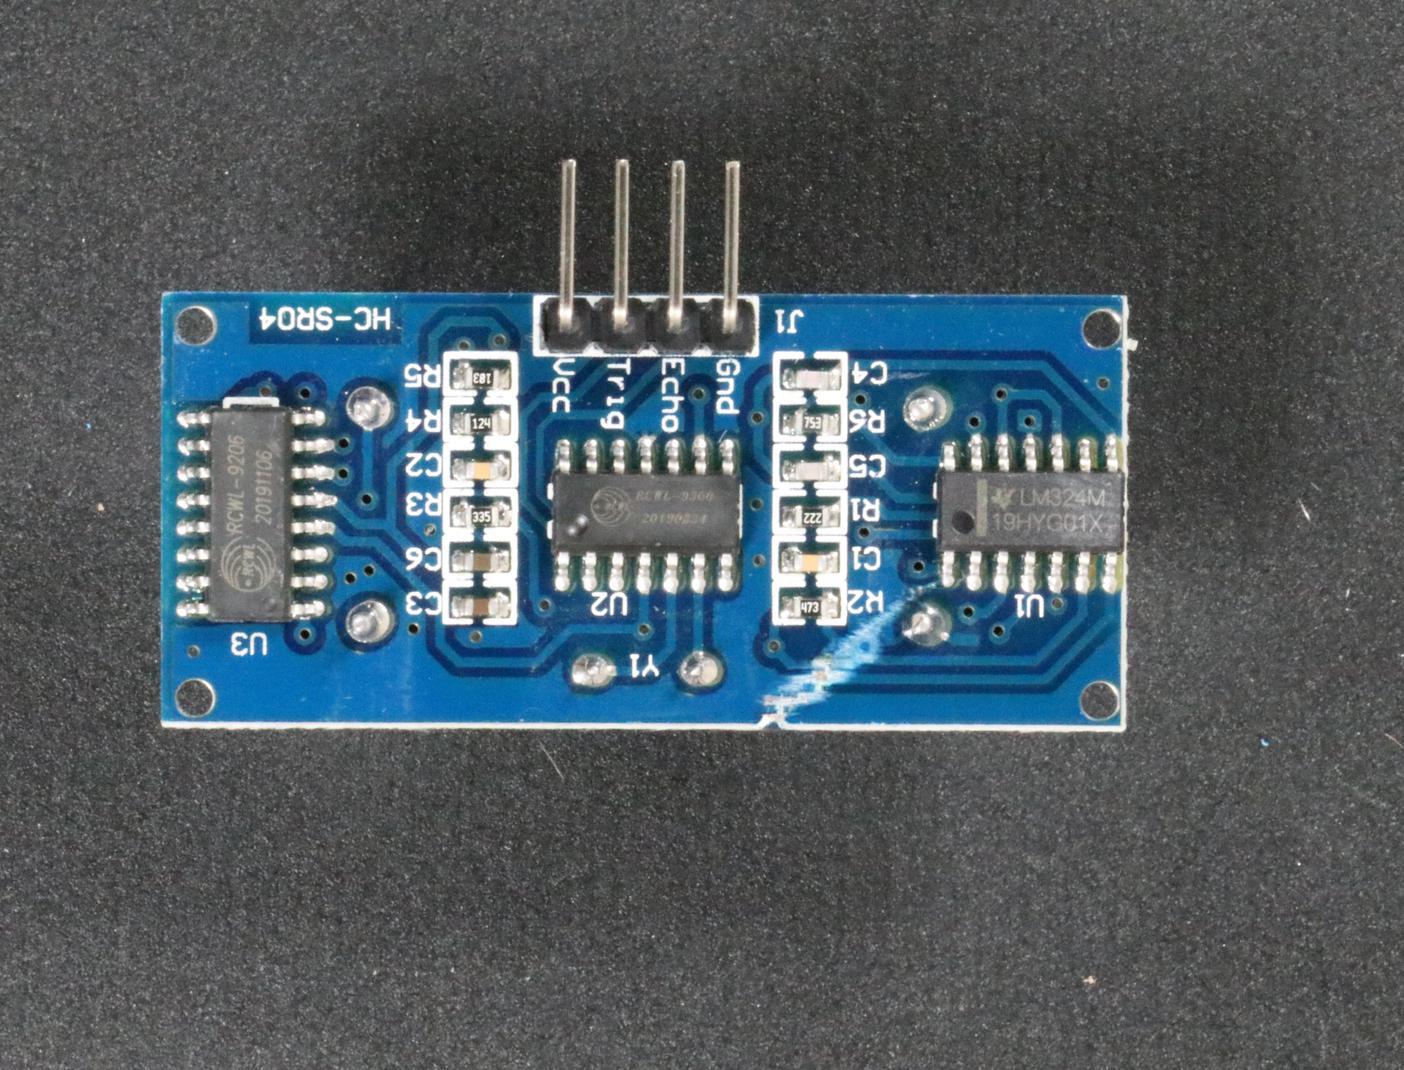 HC-SR04
J1
Vcc
Trig
Echo
Gnd
R5
183
R4
124
C2
R3
335
C6
C3
C4
R6
753
C5
R1
222
C1
R2
473
RCWL-9206
20191106
U3
RCWL-9300
U2
LM324M
19HYG01X
U1
Y1